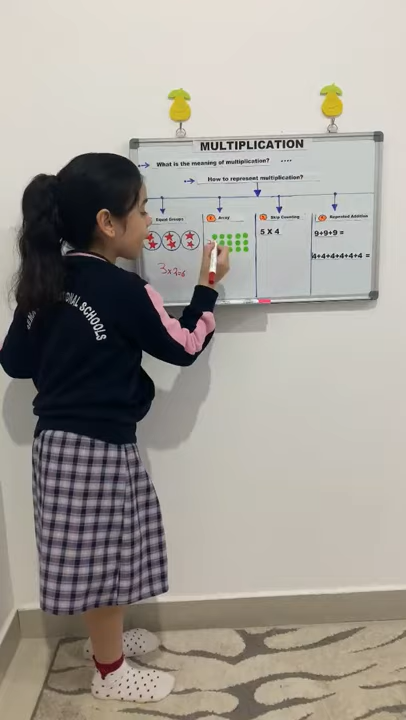 MULTIPLICATION
What is the meaning of multiplication? ....
How to represent multiplication?
Equal Groups
Array
Skip Counting
Repeated Addition
5 X 4
9+9+9 =
4+4+4+4+4+4 =
3x2=6
SCHOOLS